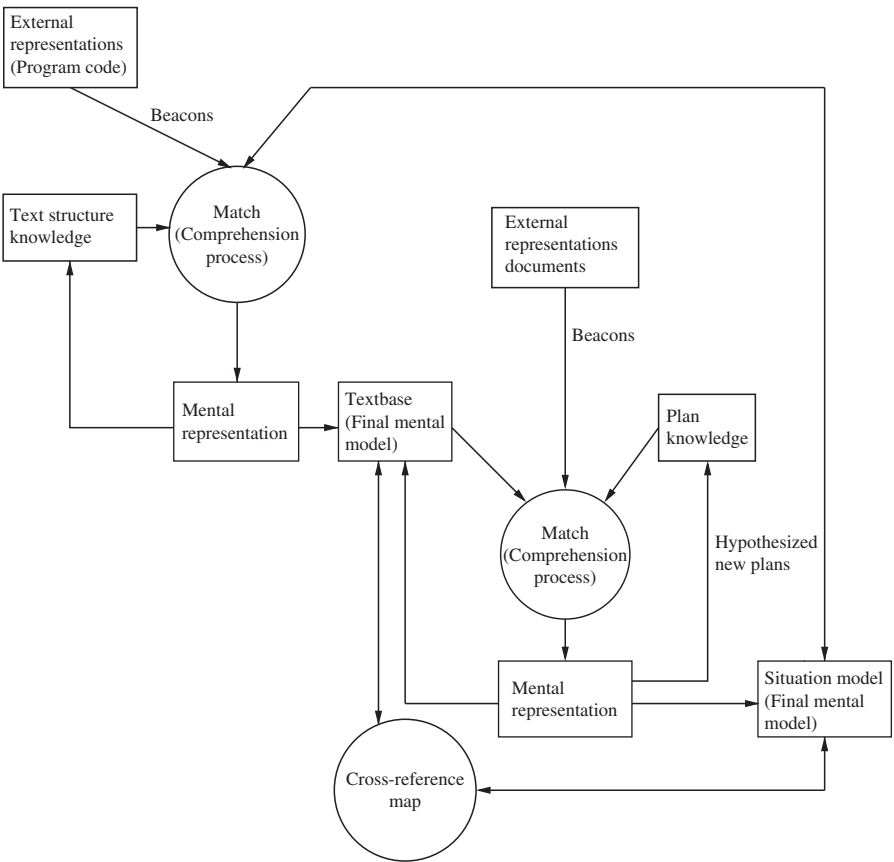 External
representations
(Program code)
Beacons
Text structure
knowledge
Match
(Comprehension
process)
External
representations
documents
Beacons
Mental
representation
Textbase
(Final mental
model)
Plan
knowledge
Match
(Comprehension
process)
Hypothesized
new plans
Mental
representation
Situation model
(Final mental
model)
Cross-reference
map